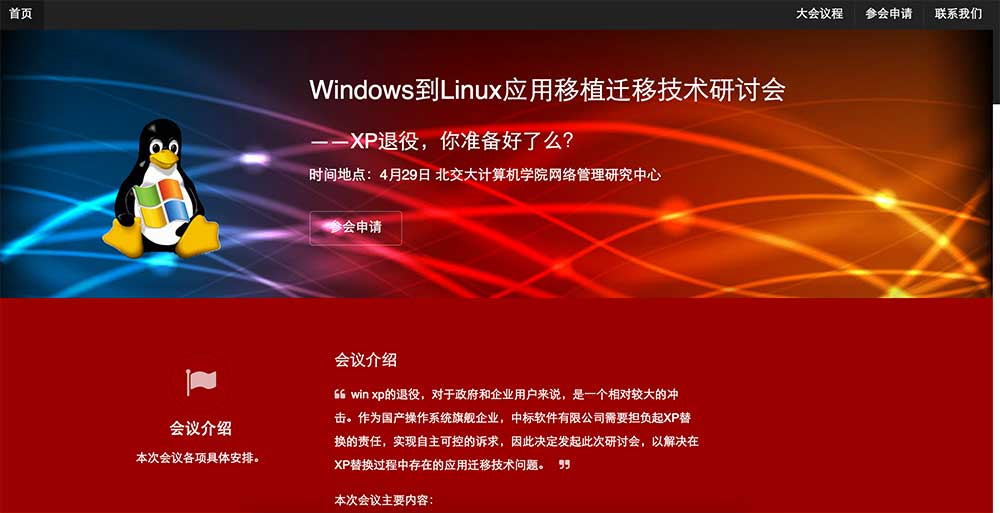 首页 大会议程 参会申请 联系我们
Windows到Linux应用移植迁移技术研讨会
——XP退役，你准备好了么？
时间地点：4月29日 北交大计算机学院网络管理研究中心
参会申请
会议介绍
本次会议各项具体安排。
会议介绍
“ win xp的退役，对于政府和企业用户来说，是一个相对较大的冲
击。作为国产操作系统旗舰企业，中标软件有限公司需要担负起XP替
换的责任，实现自主可控的诉求，因此决定发起此次研讨会，以解决在
XP替换过程中存在的应用迁移技术问题。 ”
本次会议主要内容：